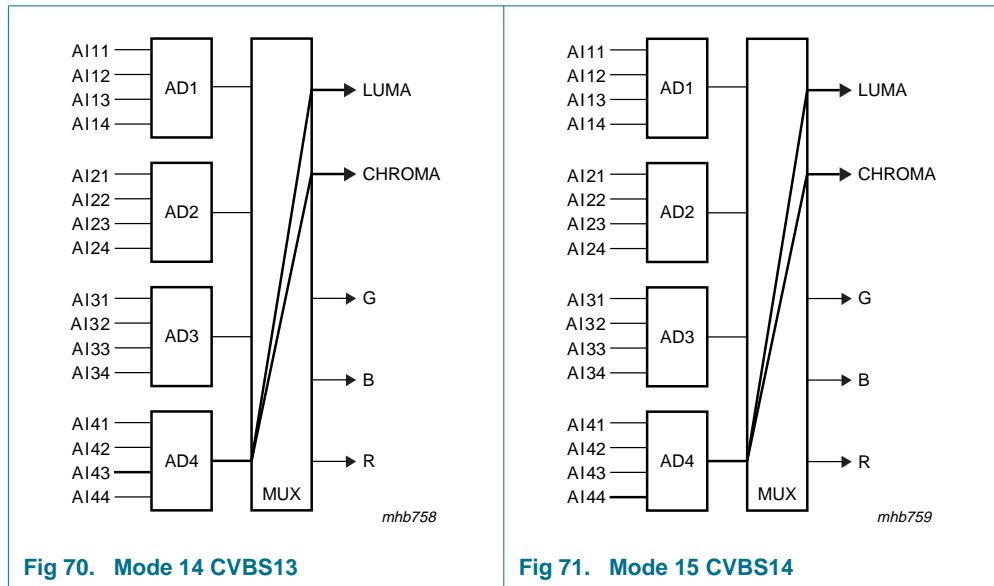 AI11
AI12
AI13
AI14
AD1
AI21
AI22
AI23
AI24
AD2
AI31
AI32
AI33
AI34
AD3
AI41
AI42
AI43
AI44
AD4
MUX
LUMA
CHROMA
G
B
R
mhb758
Fig 70. Mode 14 CVBS13
AI11
AI12
AI13
AI14
AD1
AI21
AI22
AI23
AI24
AD2
AI31
AI32
AI33
AI34
AD3
AI41
AI42
AI43
AI44
AD4
MUX
LUMA
CHROMA
G
B
R
mhb759
Fig 71. Mode 15 CVBS14